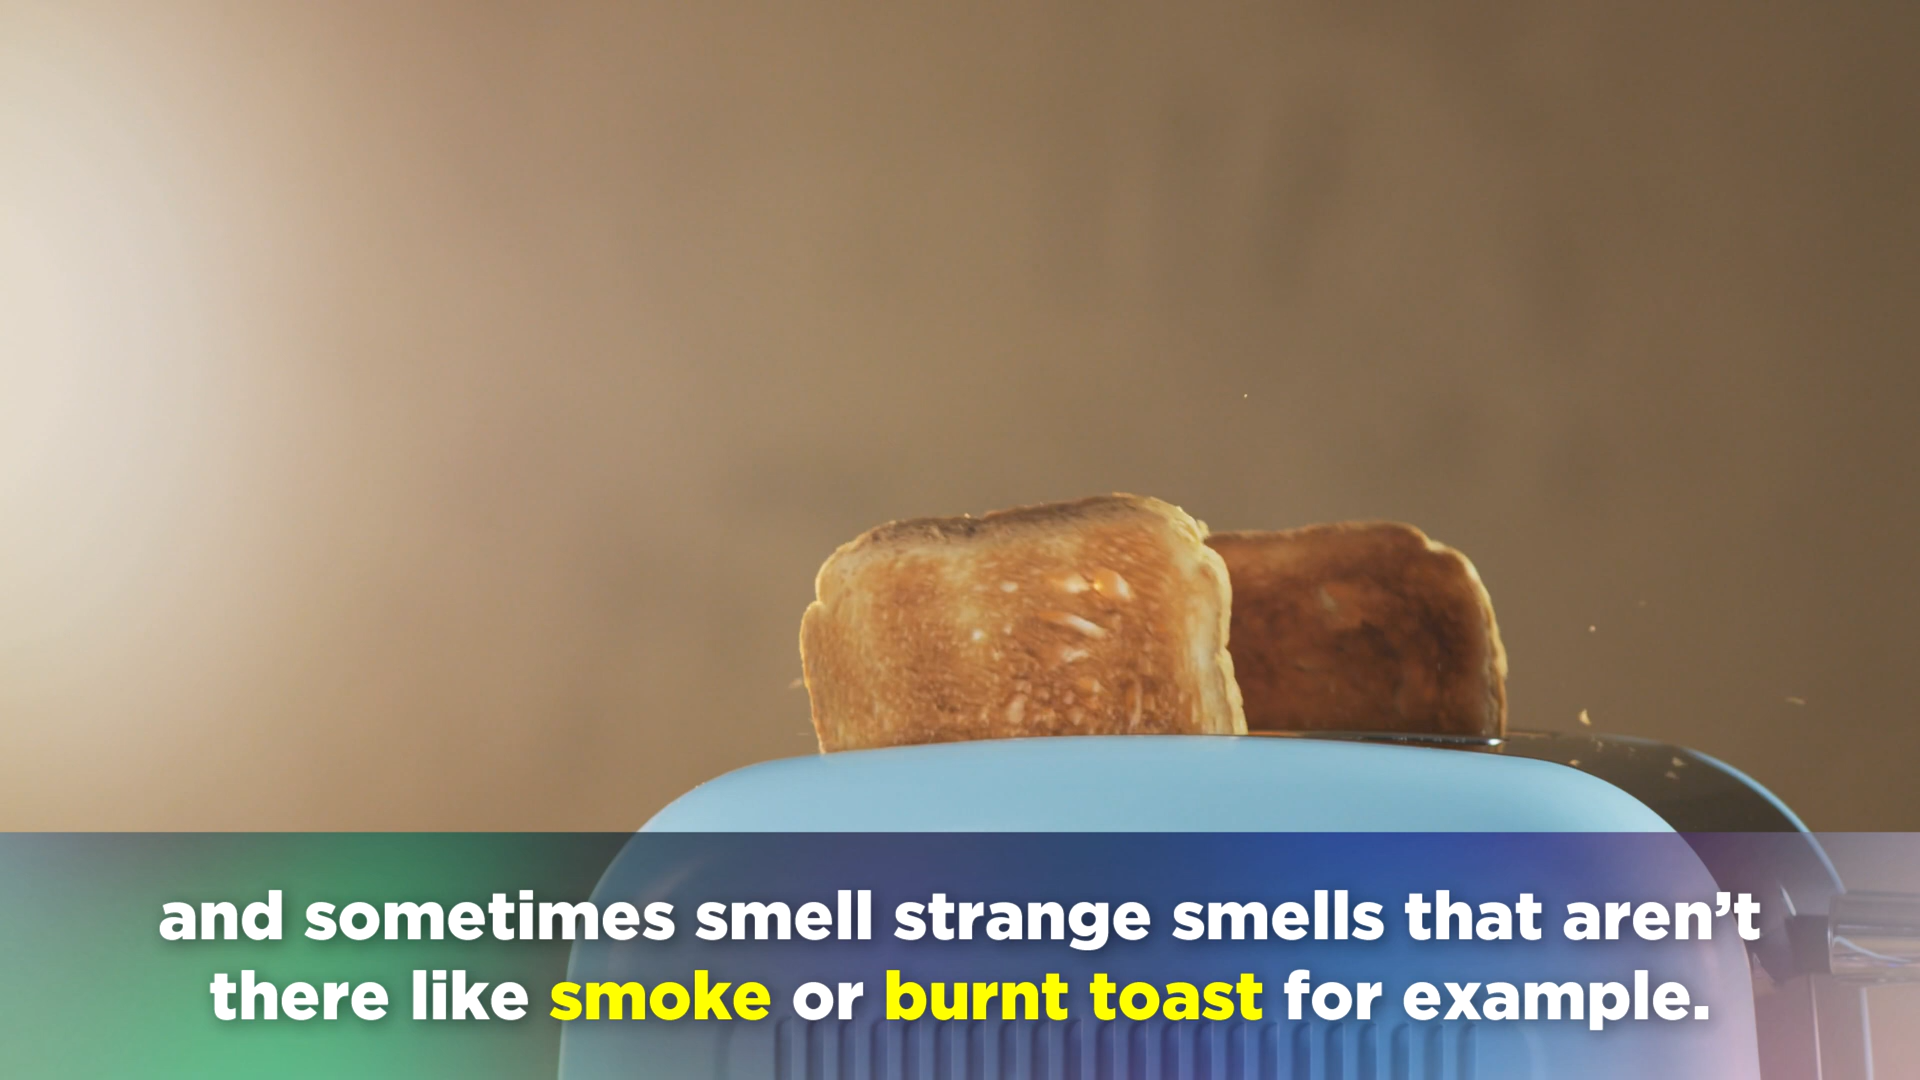 and sometimes smell strange smells that aren’t
there like smoke or burnt toast for example.